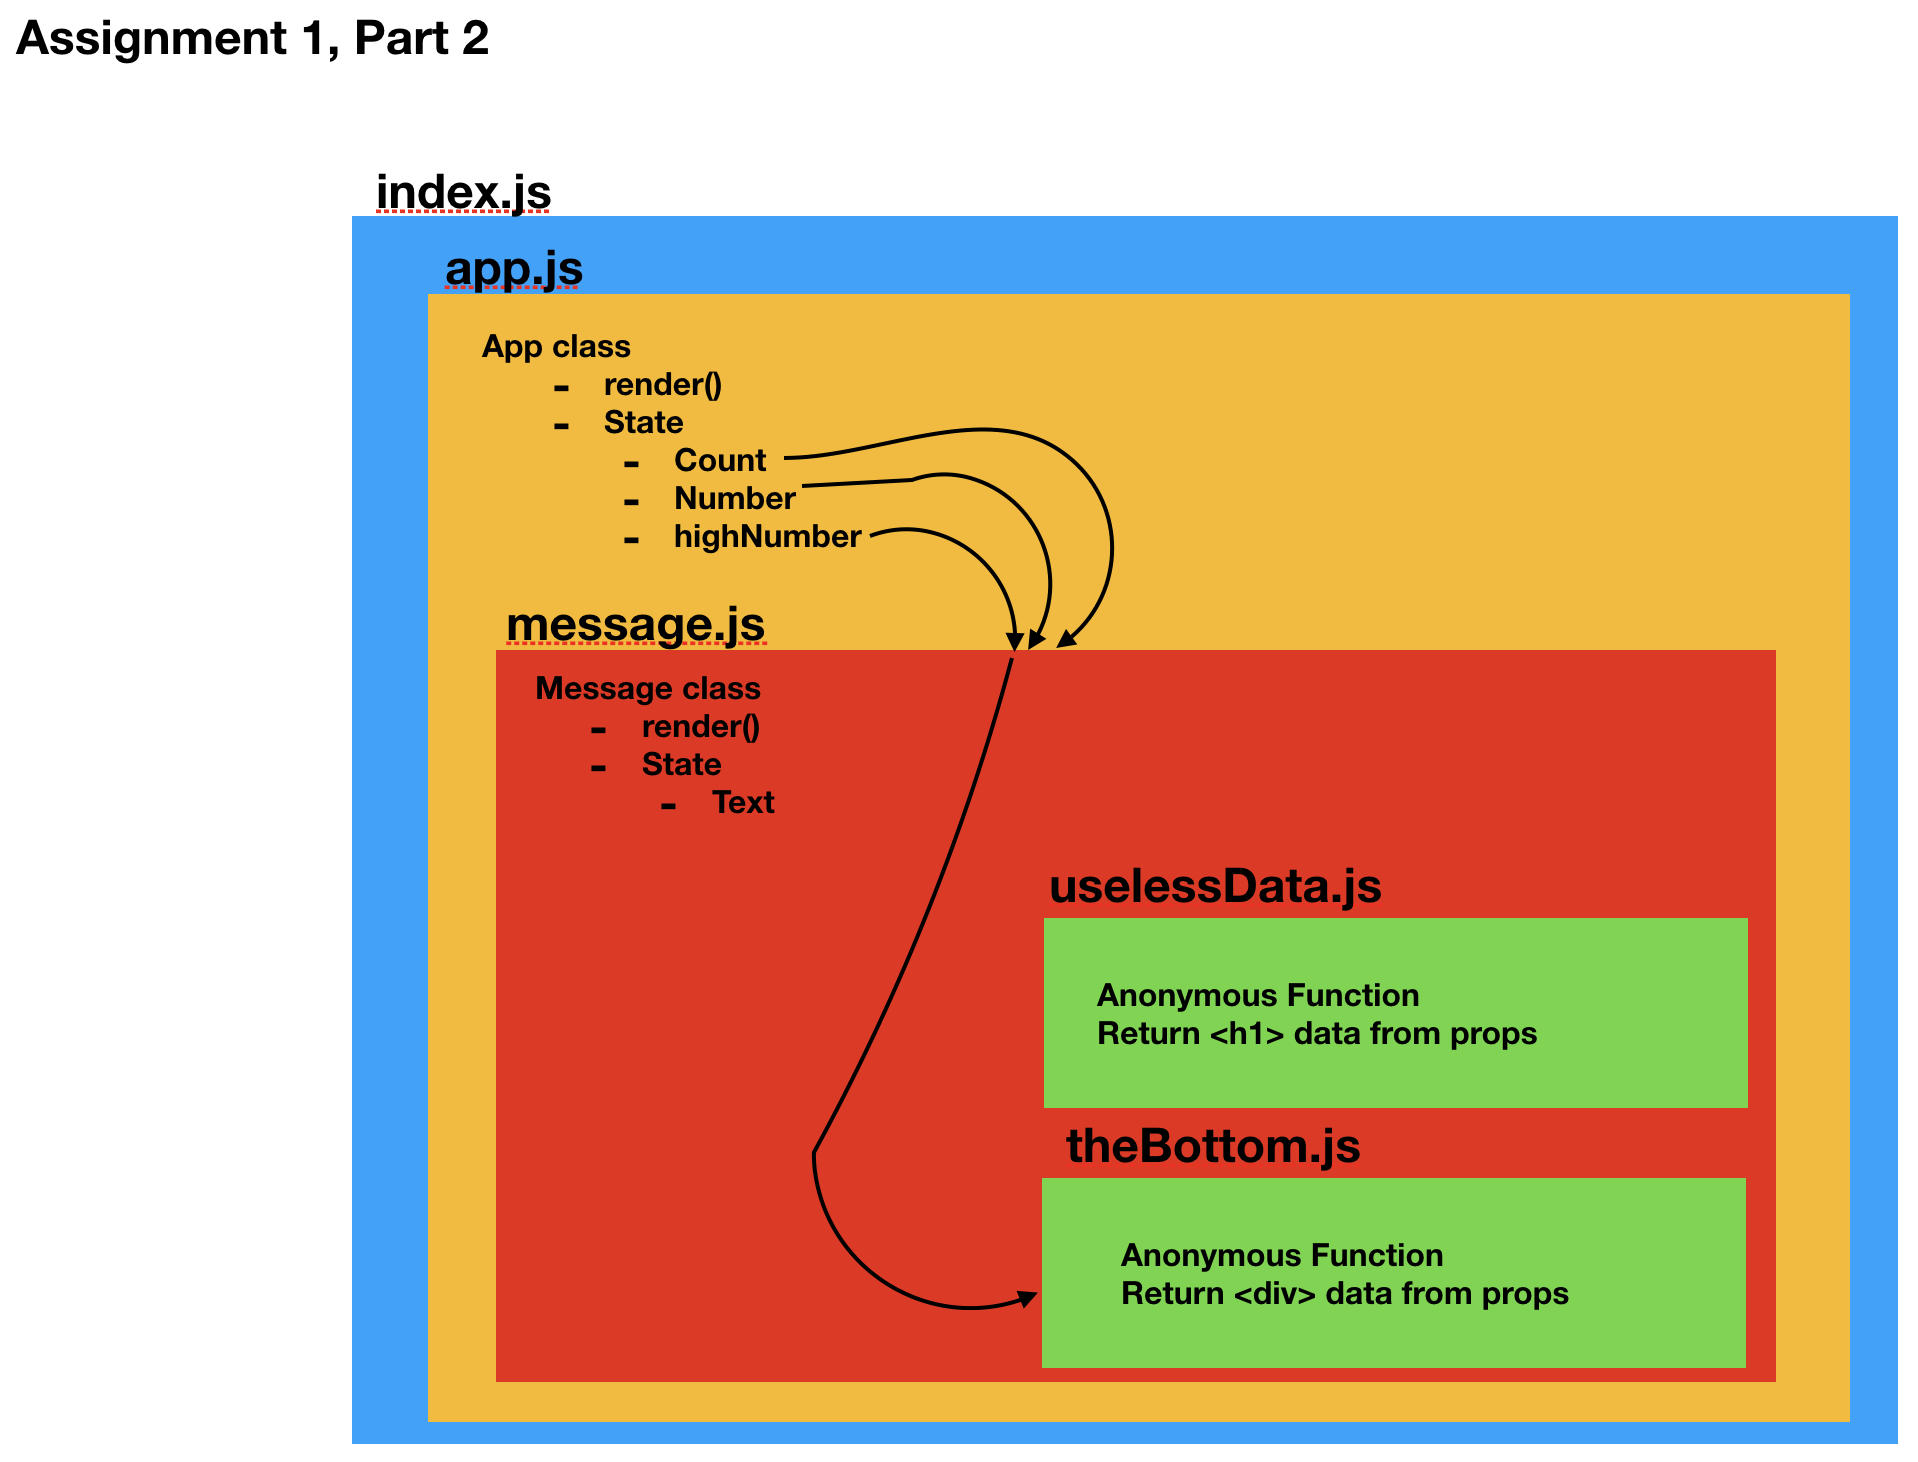 Assignment 1, Part 2
index.js
app.js
App class
- render()
- State
- Count
- Number
- highNumber
message.js
Message class
- render()
- State
- Text
uselessData.js
Anonymous Function
Return <h1> data from props
theBottom.js
Anonymous Function
Return <div> data from props